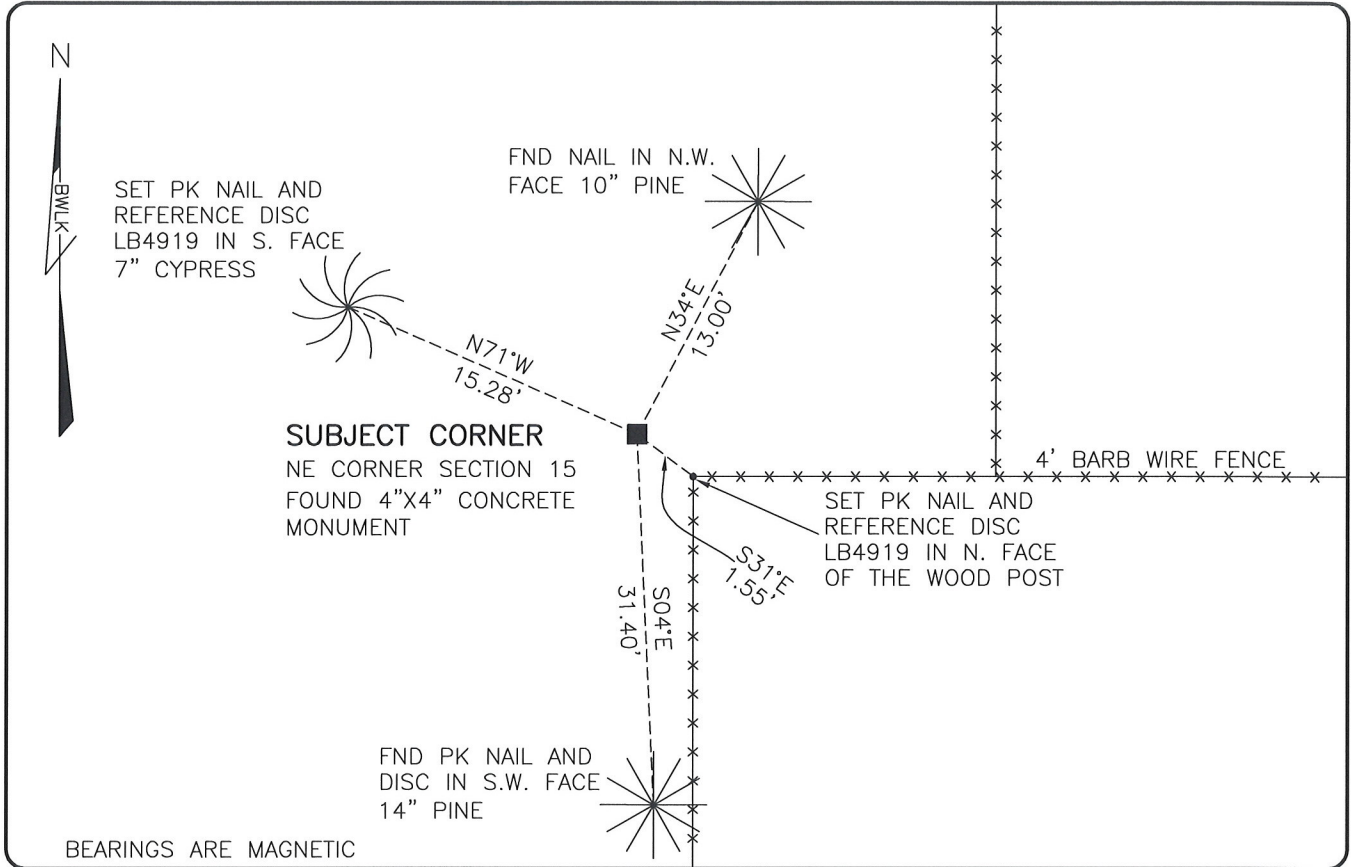 N
BWLK
FND NAIL IN N.W.
FACE 10" PINE
SET PK NAIL AND
REFERENCE DISC
LB4919 IN S. FACE
7" CYPRESS
N34°E
13.00'
N71°W
15.28'
SUBJECT CORNER
NE CORNER SECTION 15
FOUND 4"X4" CONCRETE
MONUMENT
4' BARB WIRE FENCE
SET PK NAIL AND
REFERENCE DISC
LB4919 IN N. FACE
OF THE WOOD POST
S31°E
1.55'
S04°E
31.40'
FND PK NAIL AND
DISC IN S.W. FACE
14" PINE
BEARINGS ARE MAGNETIC